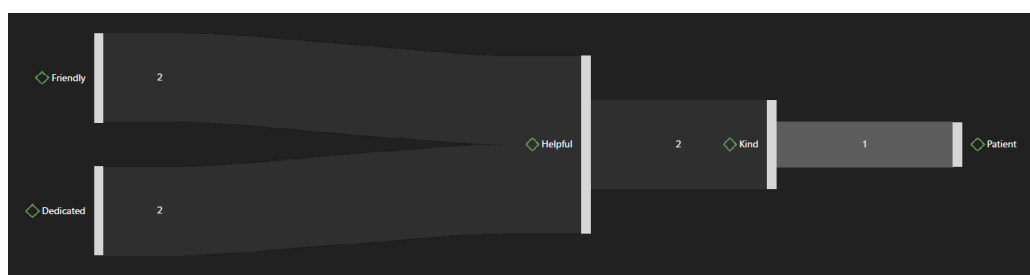 Friendly
2
Helpful
2
Kind
1
Patient
Dedicated
2